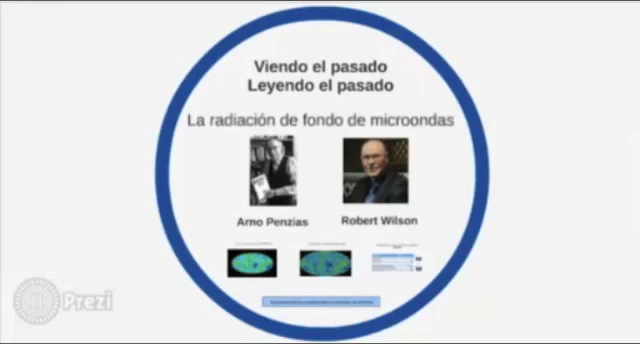 Viendo el pasado
Leyendo el pasado
La radiación de fondo de microondas
Arno Penzias
Robert Wilson
Prezi